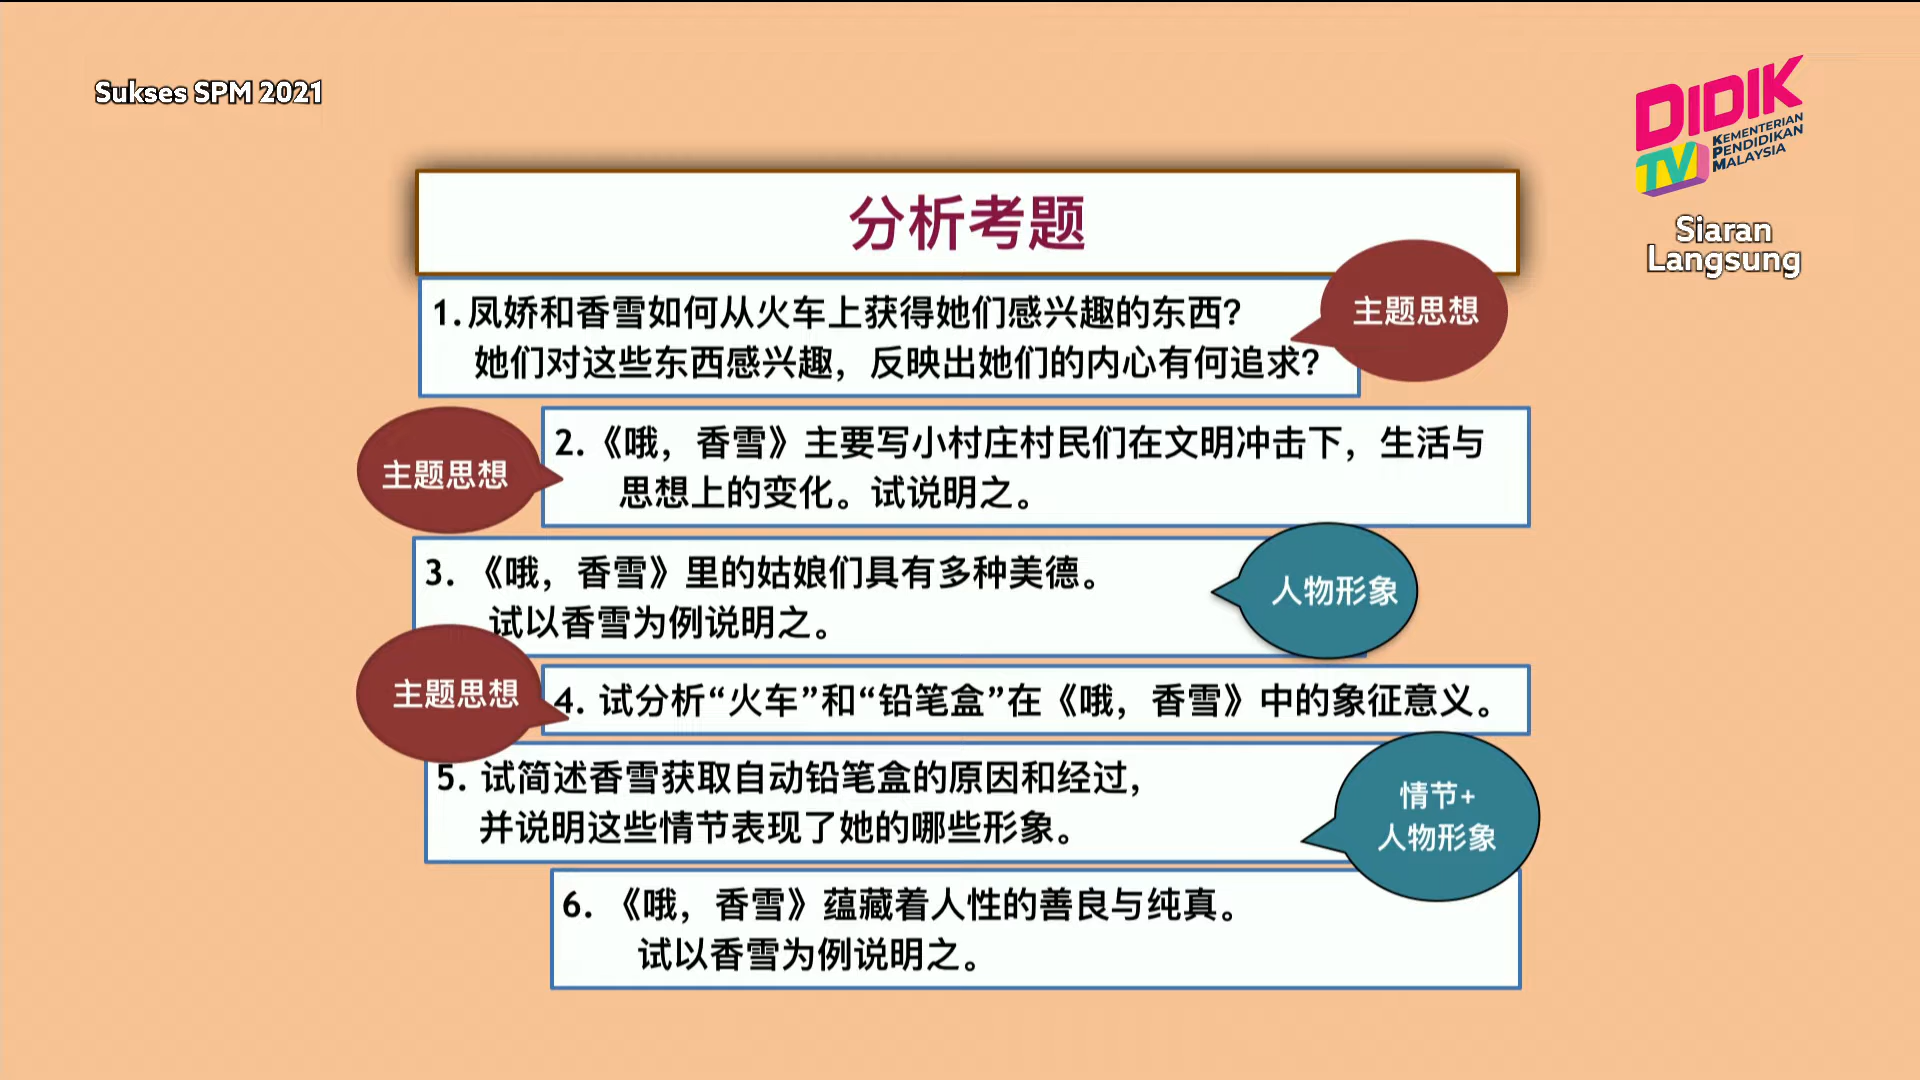 Sukses SPM 2021
DIDIK
TV
KEMENTERIAN
PENDIDIKAN
MALAYSIA
Siaran
Langsung
分析考题
1.凤娇和香雪如何从火车上获得她们感兴趣的东西?
她们对这些东西感兴趣，反映出她们的内心有何追求?
主题思想
主题思想
2.《哦，香雪》主要写小村庄村民们在文明冲击下，生活与
思想上的变化。试说明之。
3. 《哦，香雪》里的姑娘们具有多种美德。
试以香雪为例说明之。
人物形象
主题思想
4. 试分析“火车”和“铅笔盒”在《哦，香雪》中的象征意义。
5. 试简述香雪获取自动铅笔盒的原因和经过，
并说明这些情节表现了她的哪些形象。
情节+
人物形象
6. 《哦，香雪》蕴藏着人性的善良与纯真。
试以香雪为例说明之。